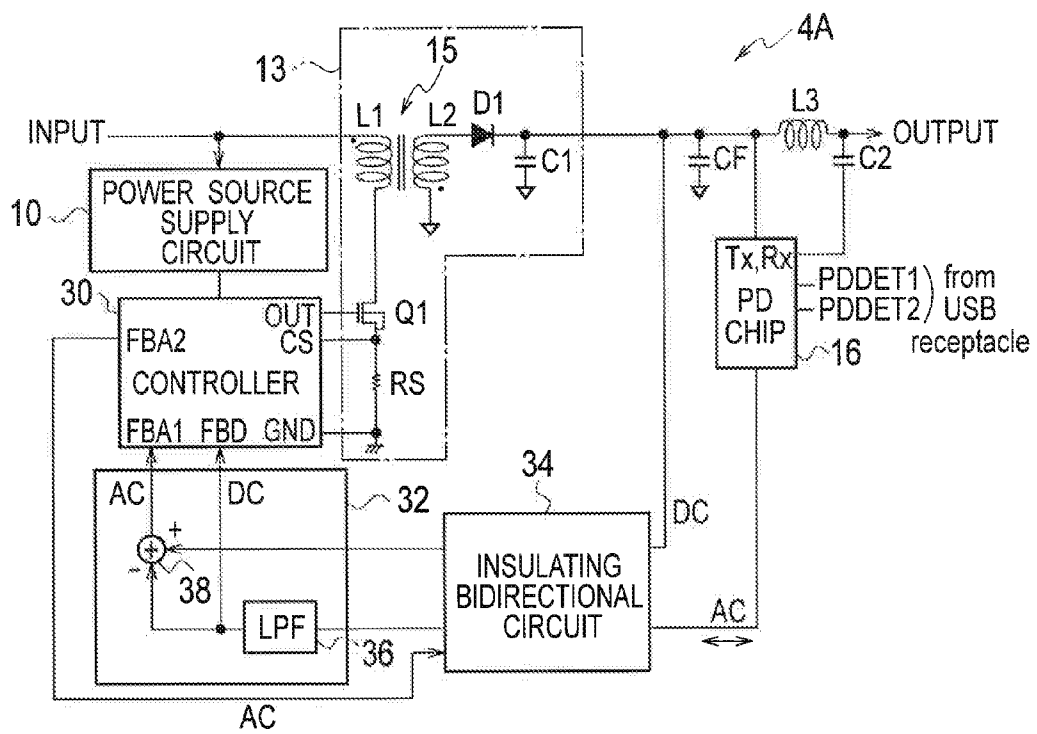 4A
13
15
L1
L2
D1
L3
INPUT
OUTPUT
C1
CF
C2
10
POWER SOURCE
SUPPLY
CIRCUIT
Tx, Rx
PD
CHIP
16
PDDET1
PDDET2
from
USB
receptacle
30
OUT
Q1
FBA2
CS
CONTROLLER
RS
FBA1 FBD GND
AC
DC
32
34
+
+
-
38
INSULATING
BIDIRECTIONAL
CIRCUIT
DC
AC
LPF
36
AC